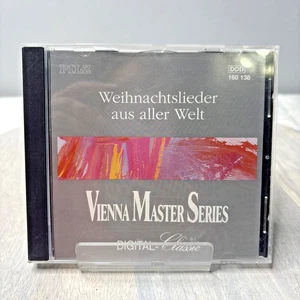 PILZ
DDD
160 138
Weihnachtslieder
aus aller Welt
VIENNA MASTER SERIES
DIGITAL-Classic